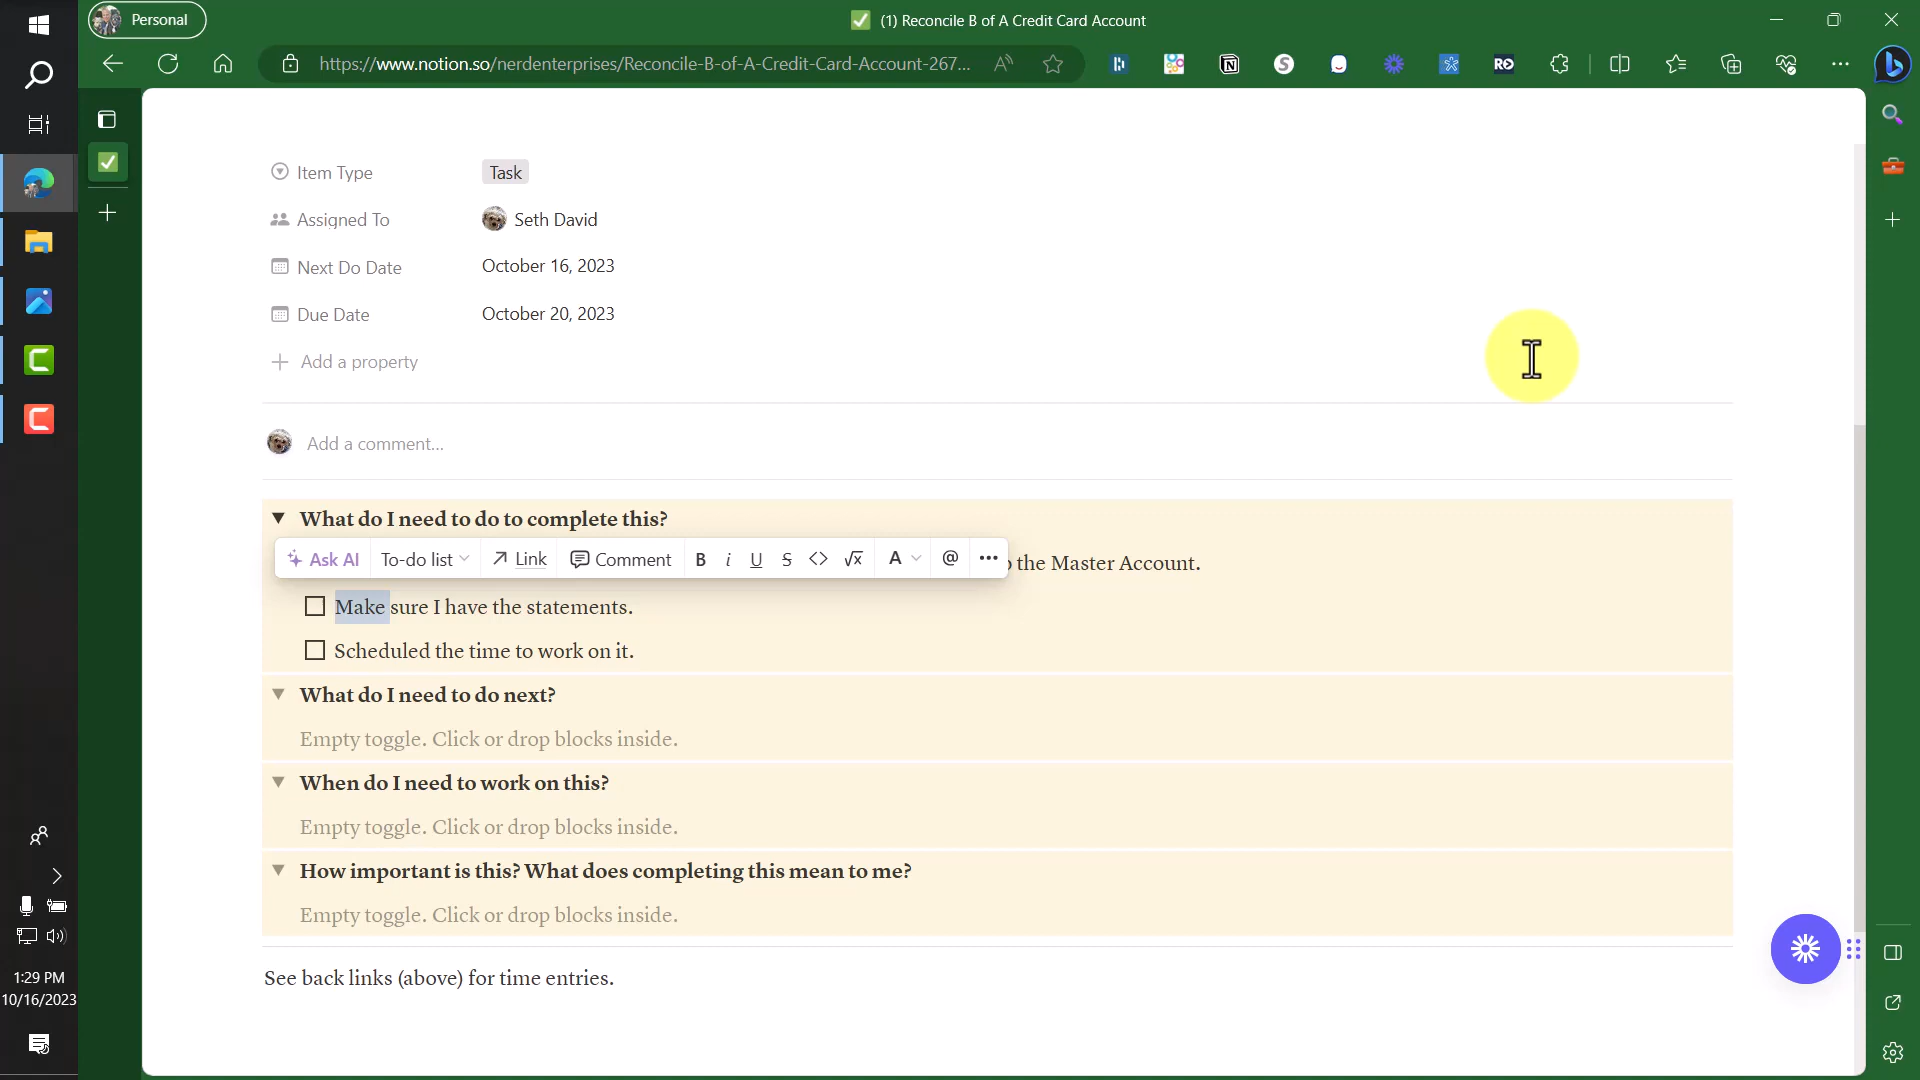 Personal
(1) Reconcile B of A Credit Card Account
https://www.notion.so/nerdenterprises/Reconcile-B-of-A-Credit-Card-Account-267...
Item Type
Task
Assigned To
Seth David
Next Do Date
October 16, 2023
Due Date
October 20, 2023
Add a property
Add a comment...
What do I need to do to complete this?
Ask AI To-do list Link Comment B i U S <> √x A @ •••
the Master Account.
Make sure I have the statements.
Scheduled the time to work on it.
What do I need to do next?
Empty toggle. Click or drop blocks inside.
When do I need to work on this?
Empty toggle. Click or drop blocks inside.
How important is this? What does completing this mean to me?
Empty toggle. Click or drop blocks inside.
See back links (above) for time entries.
1:29 PM
10/16/2023